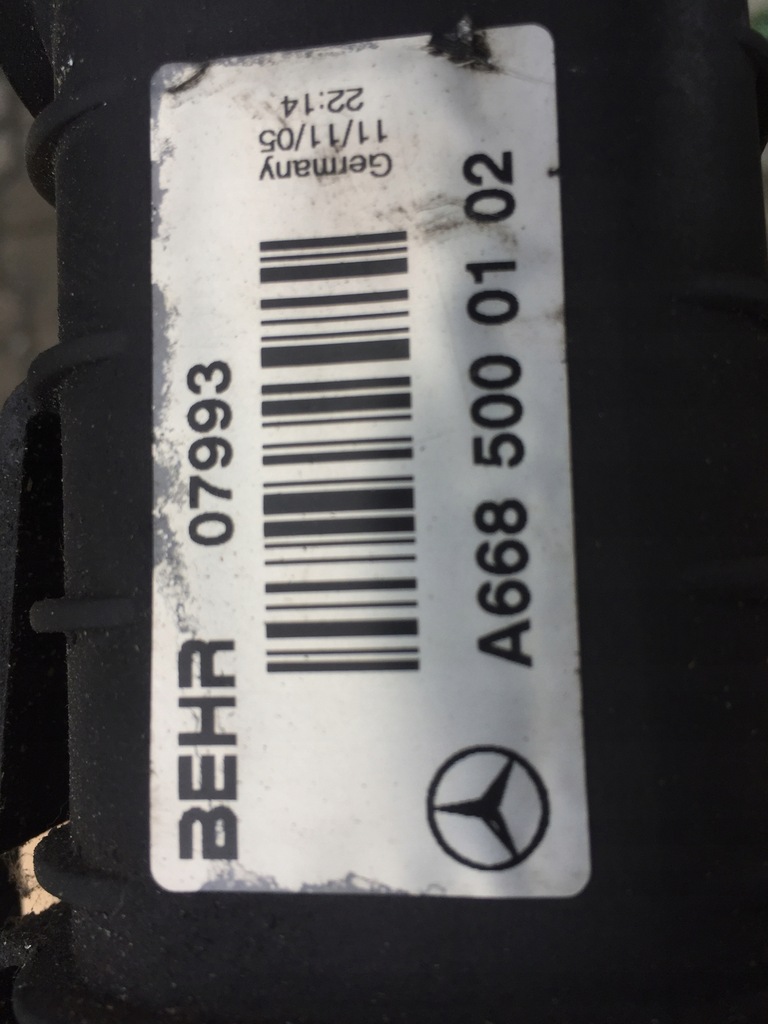 BEHR 07993
A668 500 01 02
Germany
11/11/05
22:14